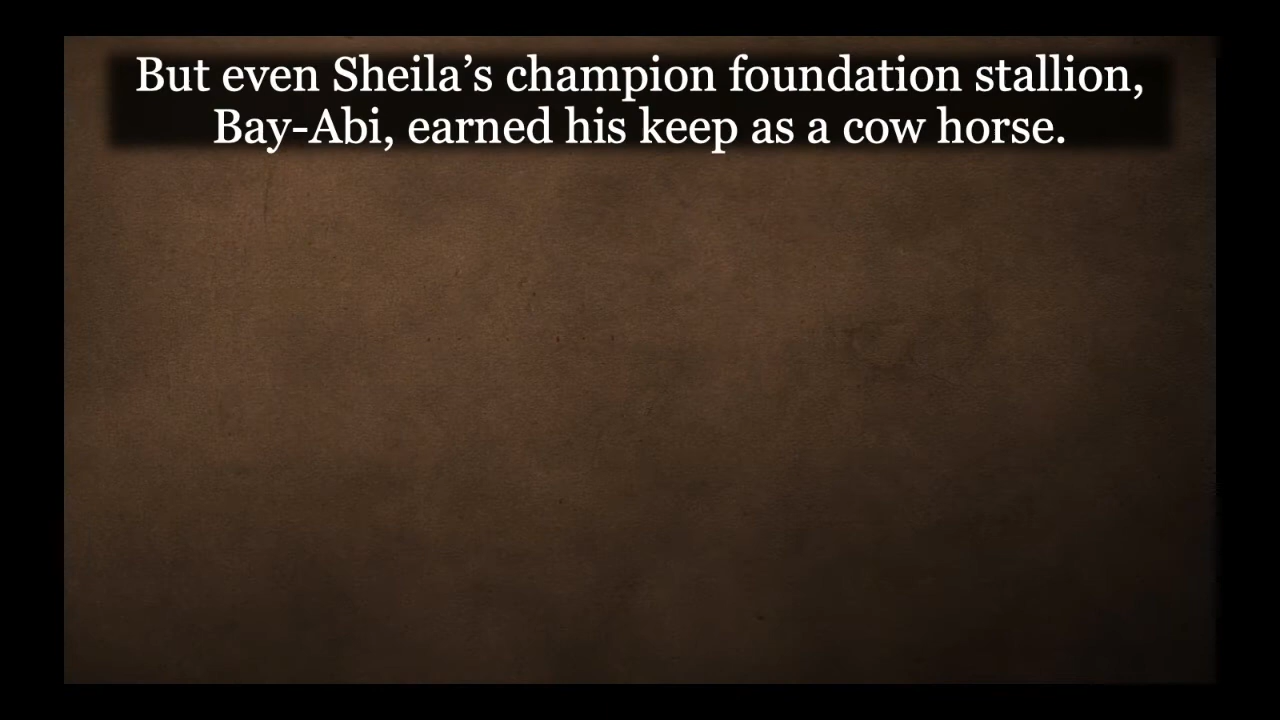 But even Sheila’s champion foundation stallion,
Bay-Abi, earned his keep as a cow horse.